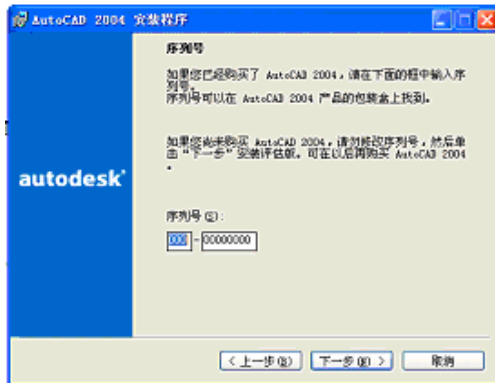 AutoCAD 2004 安装程序
序列号
如果您已经购买了 AutoCAD 2004，请在下面的框中输入序
列号。
序列号可以在 AutoCAD 2004 产品的包装盒上找到。
如果您尚未购买 AutoCAD 2004，请勿修改序列号，然后单
击“下一步”安装评估版。可在以后再购买 AutoCAD 2004
。
autodesk
序列号(S):
000 - 00000000
< 上一步(B) 下一步(N) > 取消